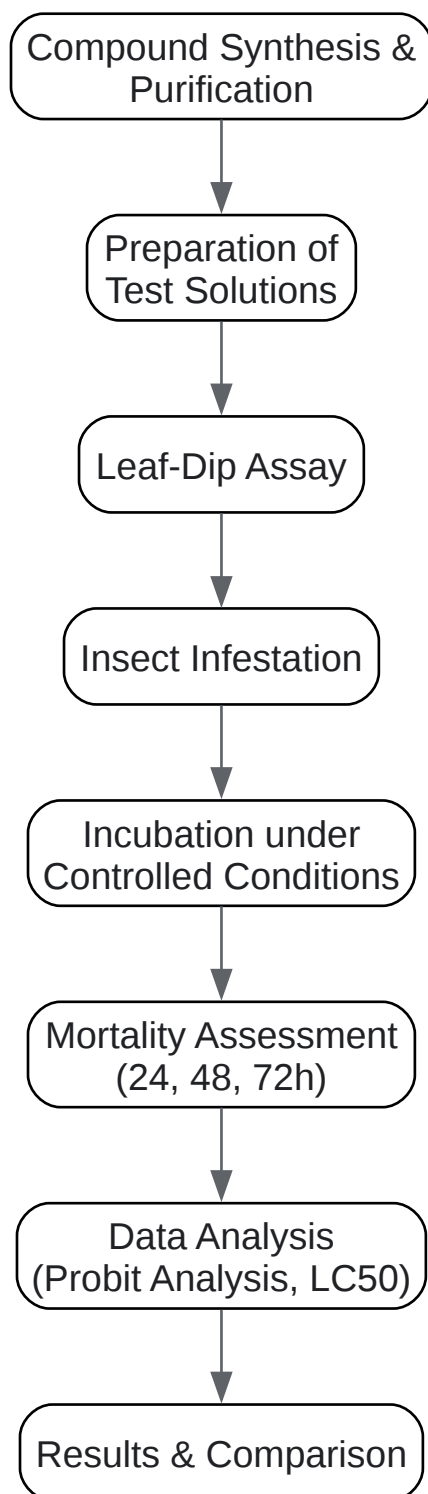 Compound Synthesis &
Purification
Preparation of
Test Solutions
Leaf-Dip Assay
Insect Infestation
Incubation under
Controlled Conditions
Mortality Assessment
(24, 48, 72h)
Data Analysis
(Probit Analysis, LC50)
Results & Comparison